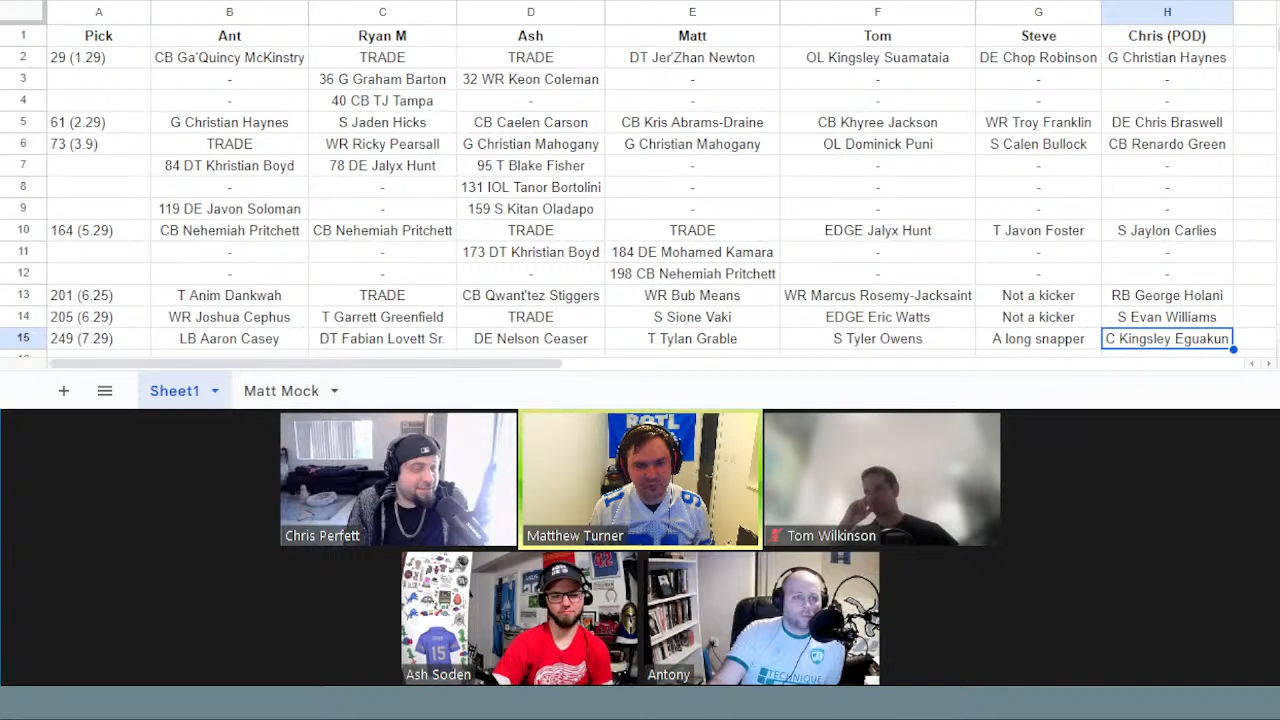 A B C D E F G H
1 Pick Ant Ryan M Ash Matt Tom Steve Chris (POD)
2 29 (1.29) CB Ga'Quincy McKinstry TRADE TRADE DT Jer'Zhan Newton OL Kingsley Suamataia DE Chop Robinson G Christian Haynes
3 - 36 G Graham Barton 32 WR Keon Coleman - - - -
4 - 40 CB TJ Tampa - - - - -
5 61 (2.29) G Christian Haynes S Jaden Hicks CB Caelen Carson CB Kris Abrams-Draine CB Khyree Jackson WR Troy Franklin DE Chris Braswell
6 73 (3.9) TRADE WR Ricky Pearsall G Christian Mahogany G Christian Mahogany OL Dominick Puni S Calen Bullock CB Renardo Green
7 84 DT Khristian Boyd 78 DE Jalyx Hunt 95 T Blake Fisher - - - -
8 - - 131 IOL Tanor Bortolini - - - -
9 119 DE Javon Soloman - 159 S Kitan Oladapo - - - -
10 164 (5.29) CB Nehemiah Pritchett CB Nehemiah Pritchett TRADE TRADE EDGE Jalyx Hunt T Javon Foster S Jaylon Carlies
11 - - 173 DT Khristian Boyd 184 DE Mohamed Kamara - - -
12 - - - 198 CB Nehemiah Pritchett - - -
13 201 (6.25) T Anim Dankwah TRADE CB Qwant'tez Stiggers WR Bub Means WR Marcus Rosemy-Jacksaint Not a kicker RB George Holani
14 205 (6.29) WR Joshua Cephus T Garrett Greenfield TRADE S Sione Vaki EDGE Eric Watts Not a kicker S Evan Williams
15 249 (7.29) LB Aaron Casey DT Fabian Lovett Sr. DE Nelson Ceaser T Tylan Grable S Tyler Owens A long snapper C Kingsley Eguakun
Sheet1 Matt Mock
Chris Perfett
Matthew Turner
Tom Wilkinson
15
Ash Soden
Antony
TECHNIQUE